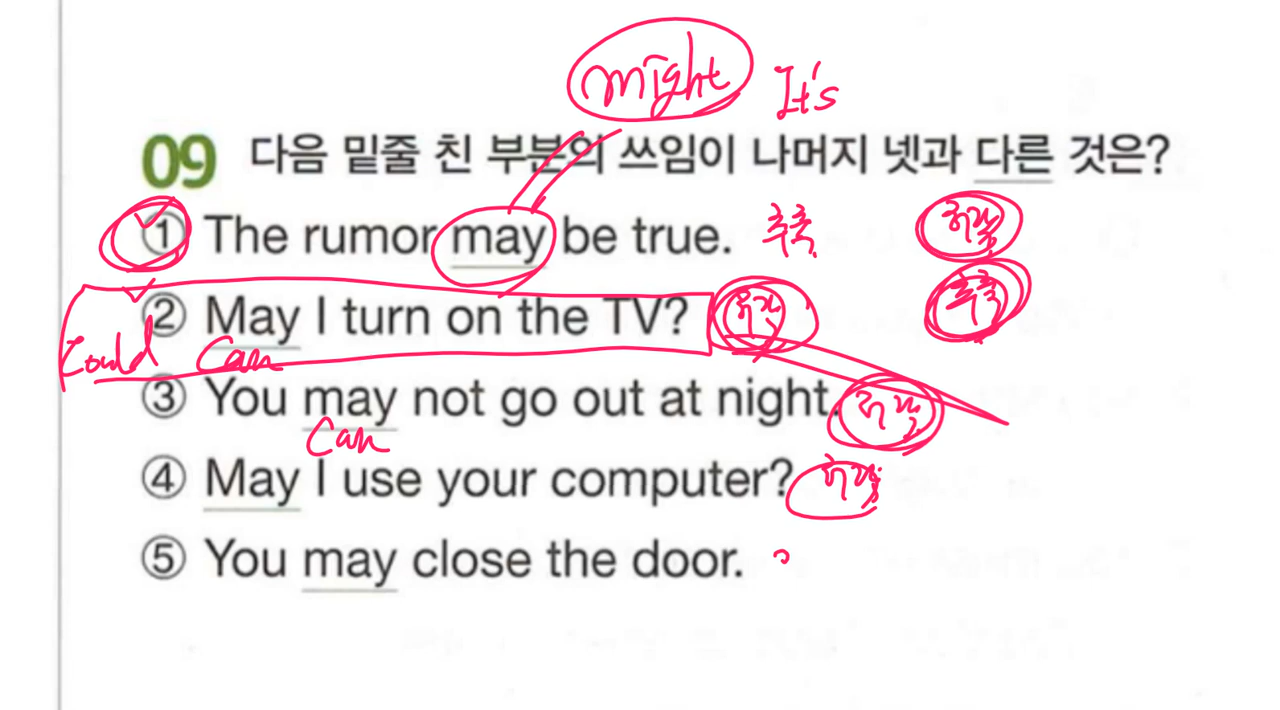 might It's
09 다음 밑줄 친 부분의 쓰임이 나머지 넷과 다른 것은?
① The rumor may be true. 추측 허락
② May I turn on the TV? 허락 추측
Could Can
③ You may not go out at night. 허락
Can
④ May I use your computer? 허락
⑤ You may close the door.